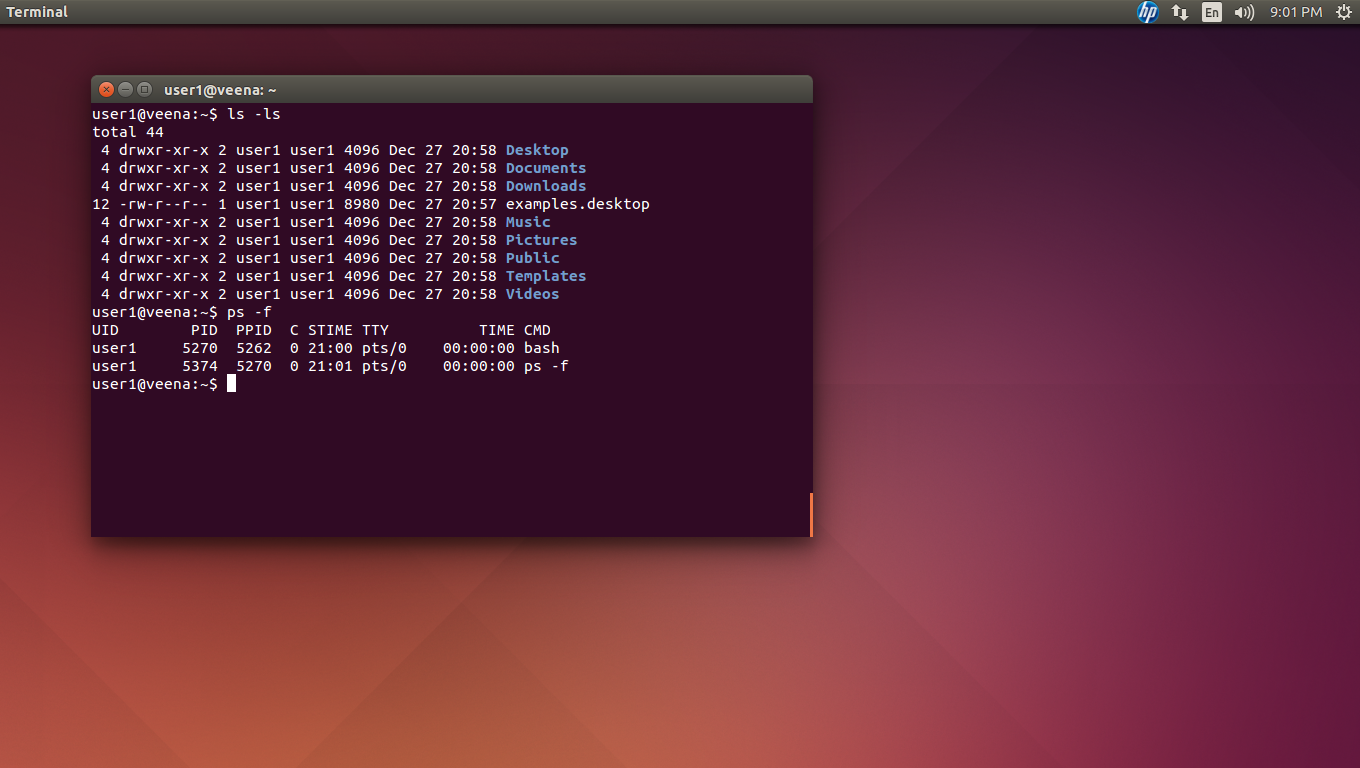 Terminal
hp
En
9:01 PM
user1@veena: ~
user1@veena:~$ ls -ls
total 44
 4 drwxr-xr-x 2 user1 user1 4096 Dec 27 20:58 Desktop
 4 drwxr-xr-x 2 user1 user1 4096 Dec 27 20:58 Documents
 4 drwxr-xr-x 2 user1 user1 4096 Dec 27 20:58 Downloads
12 -rw-r--r-- 1 user1 user1 8980 Dec 27 20:57 examples.desktop
 4 drwxr-xr-x 2 user1 user1 4096 Dec 27 20:58 Music
 4 drwxr-xr-x 2 user1 user1 4096 Dec 27 20:58 Pictures
 4 drwxr-xr-x 2 user1 user1 4096 Dec 27 20:58 Public
 4 drwxr-xr-x 2 user1 user1 4096 Dec 27 20:58 Templates
 4 drwxr-xr-x 2 user1 user1 4096 Dec 27 20:58 Videos
user1@veena:~$ ps -f
UID        PID  PPID  C STIME TTY          TIME CMD
user1     5270  5262  0 21:00 pts/0    00:00:00 bash
user1     5374  5270  0 21:01 pts/0    00:00:00 ps -f
user1@veena:~$